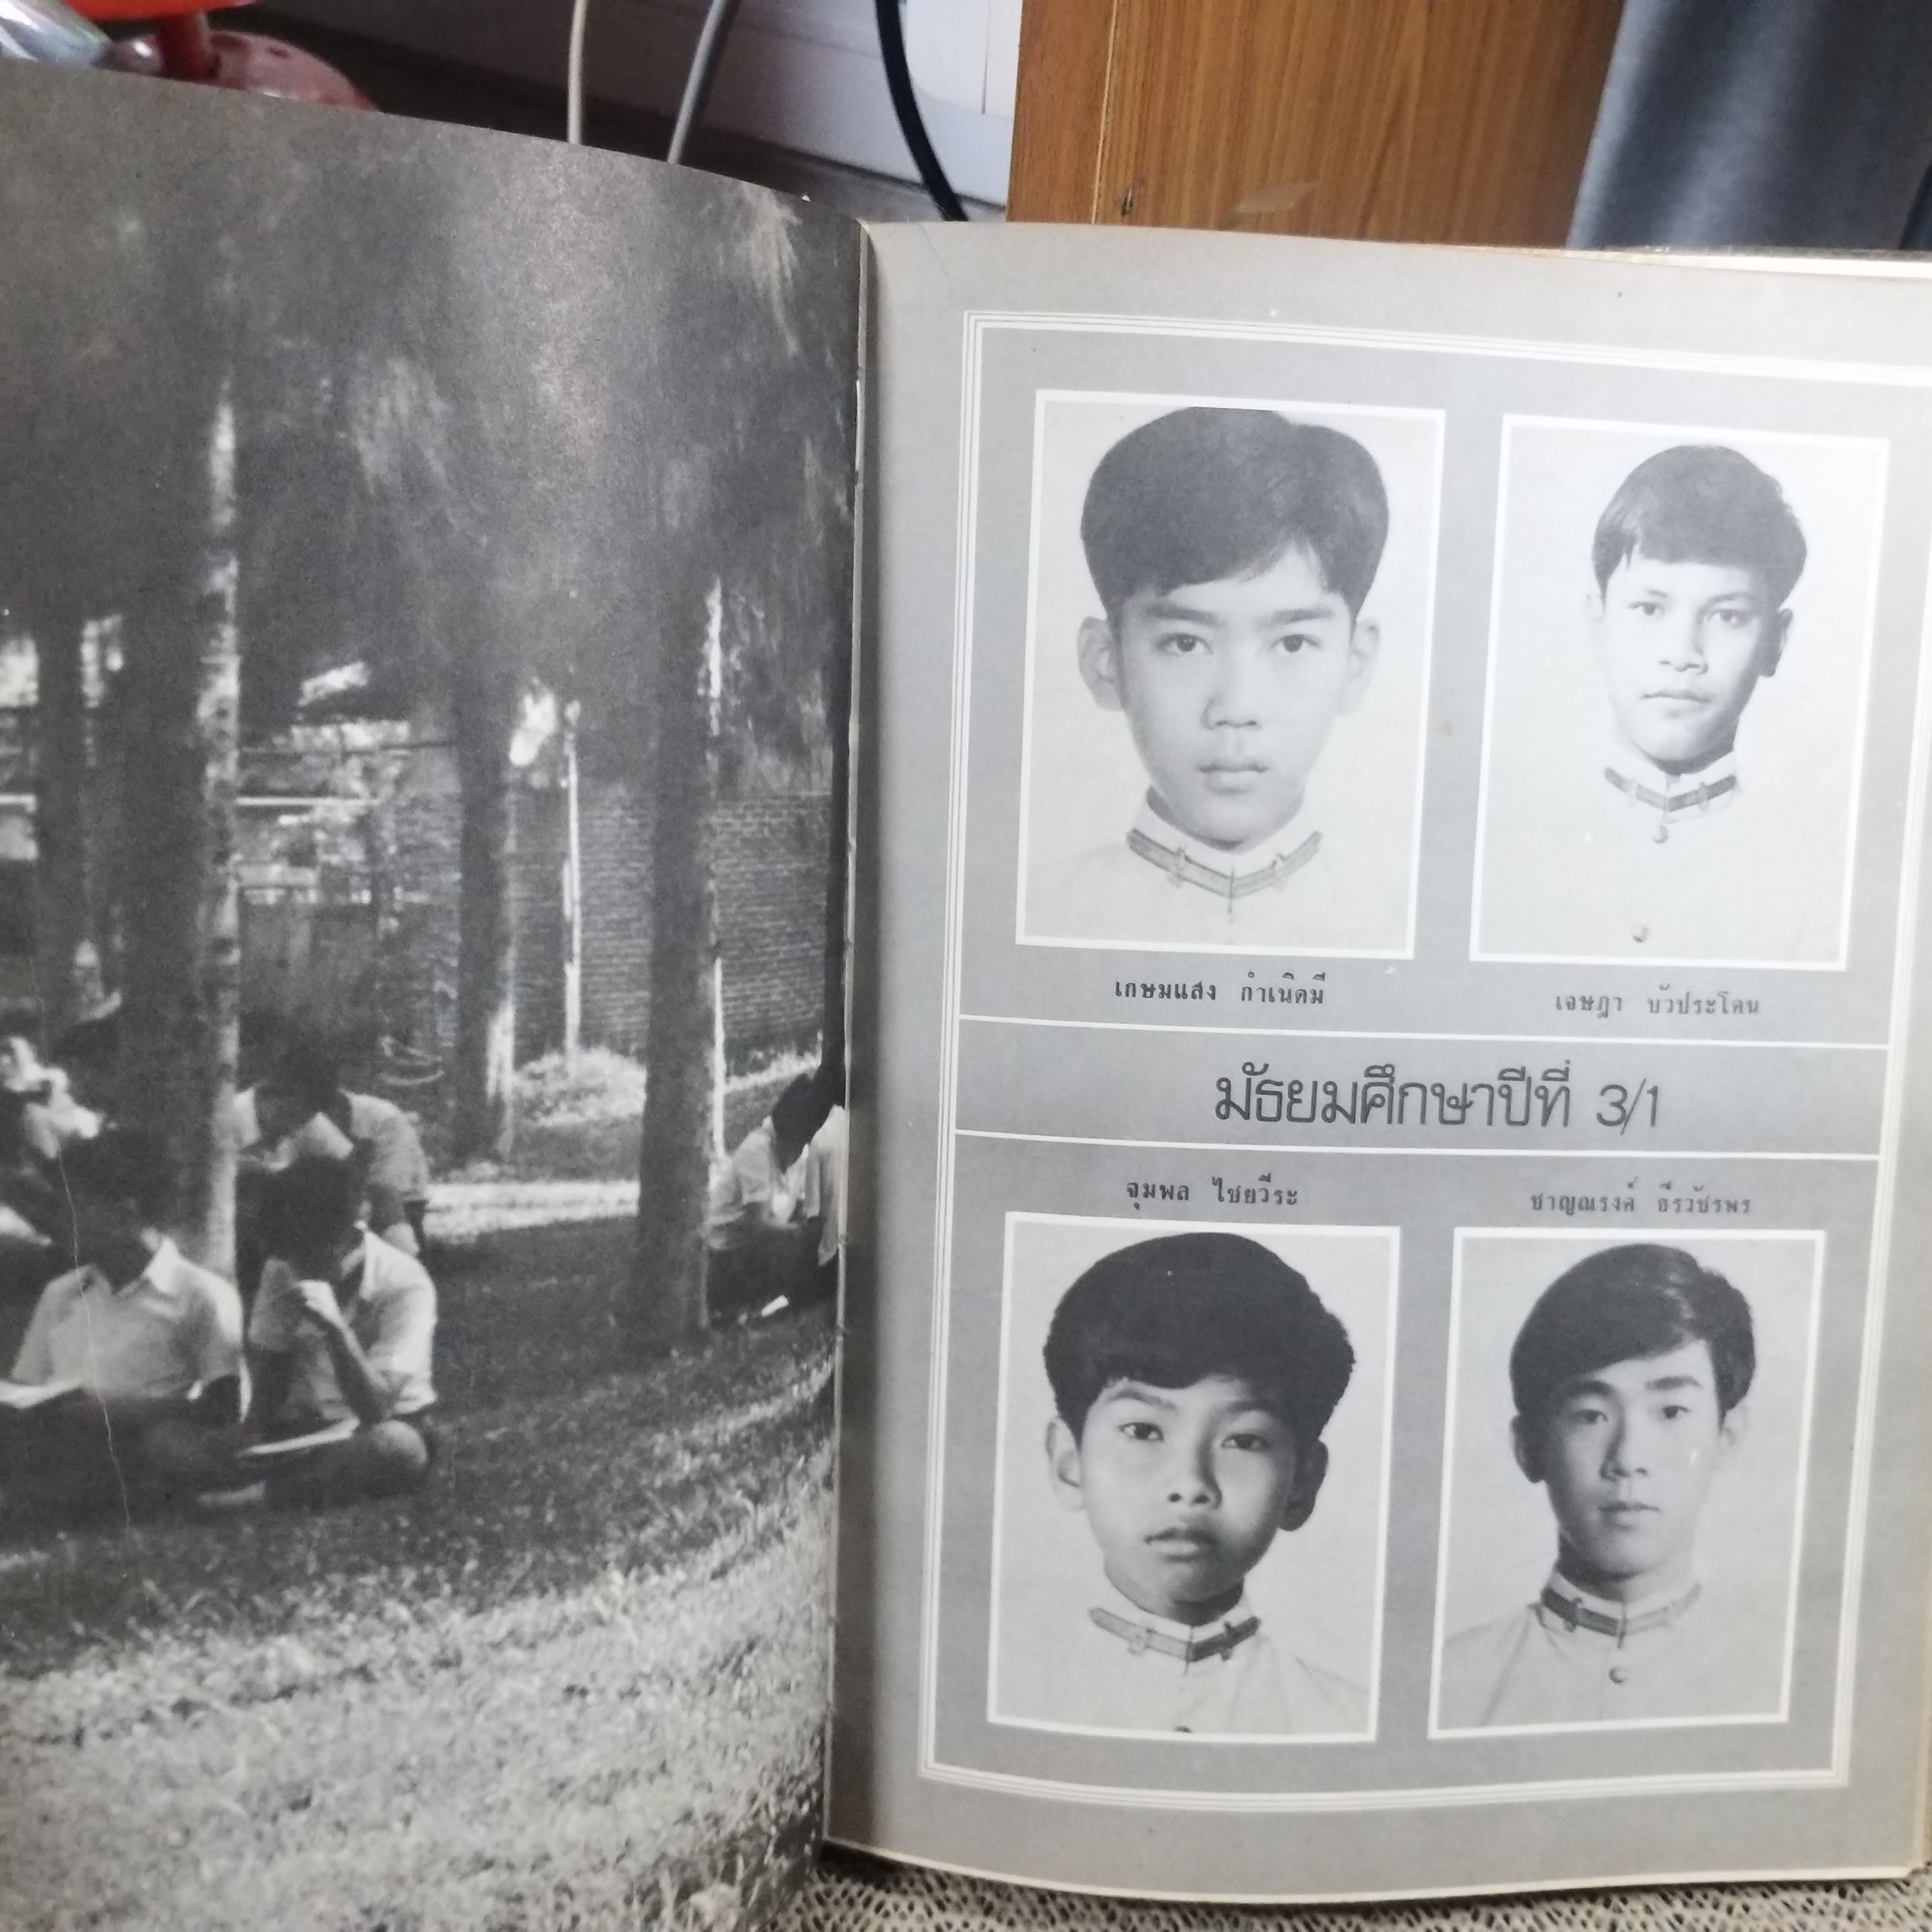 เกษมแสง กำเนิดมี
เจษฎา บัวประโคน
มัธยมศึกษาปีที่ 3/1
จุมพล ไชยวีระ
ชาญณรงค์ ธีรวัชรพร